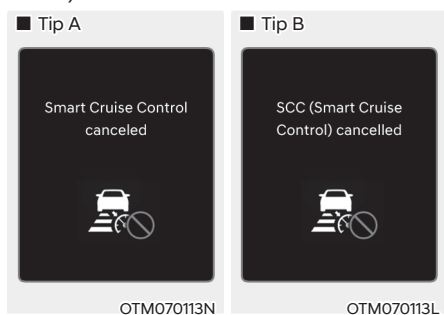 ■ Tip A
Smart Cruise Control
canceled
OTM070113N
■ Tip B
SCC (Smart Cruise
Control) cancelled
OTM070113L